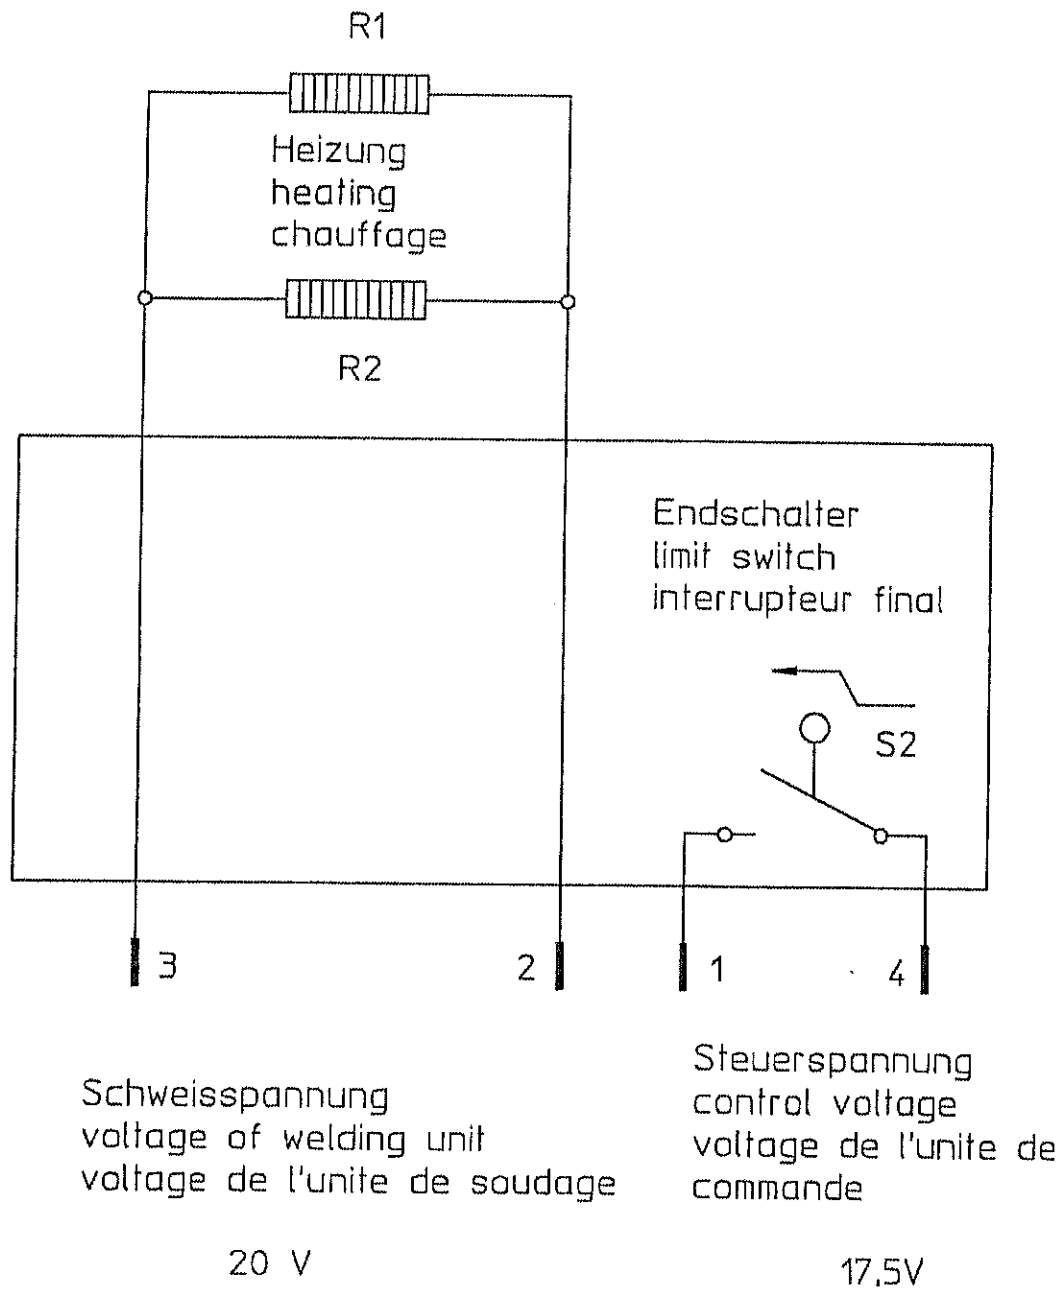 R1
Heizung
heating
chauffage
R2
Endschalter
limit switch
interrupteur final
S2
3
2
1
4
Schweisspannung
voltage of welding unit
voltage de l'unite de soudage
20 V
Steuerspannung
control voltage
voltage de l'unite de
commande
17,5V